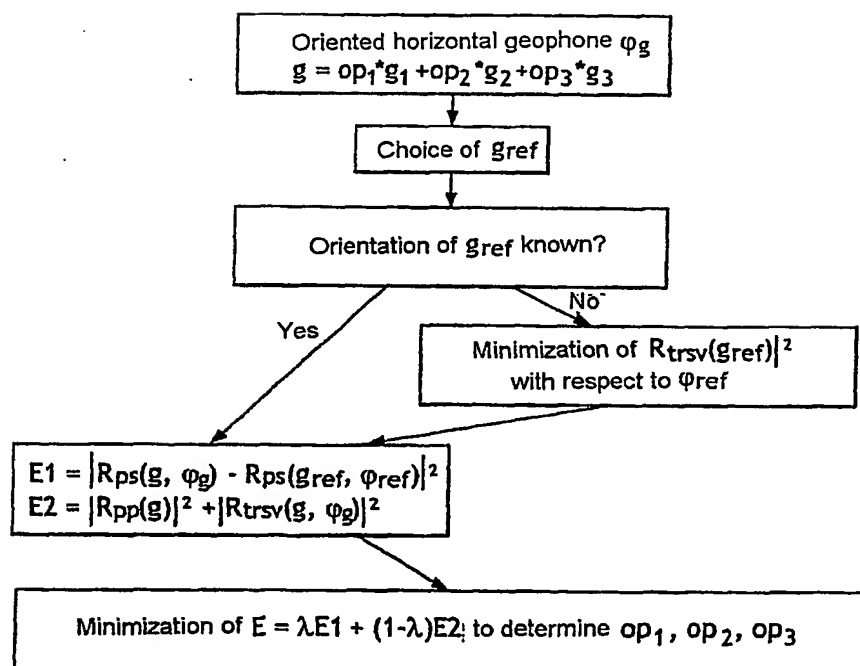 Oriented horizontal geophone φg
g = op1*g1 +op2*g2+op3*g3
Choice of gref
Orientation of gref known?
Yes
No
Minimization of Rtrsv(gref)|²
with respect to φref
E1 = |Rps(g, φg) - Rps(gref, φref)|²
E2 = |Rpp(g)|² +|Rtrsv(g, φg)|²
Minimization of E = λE1 + (1-λ)E2; to determine op1, op2, op3